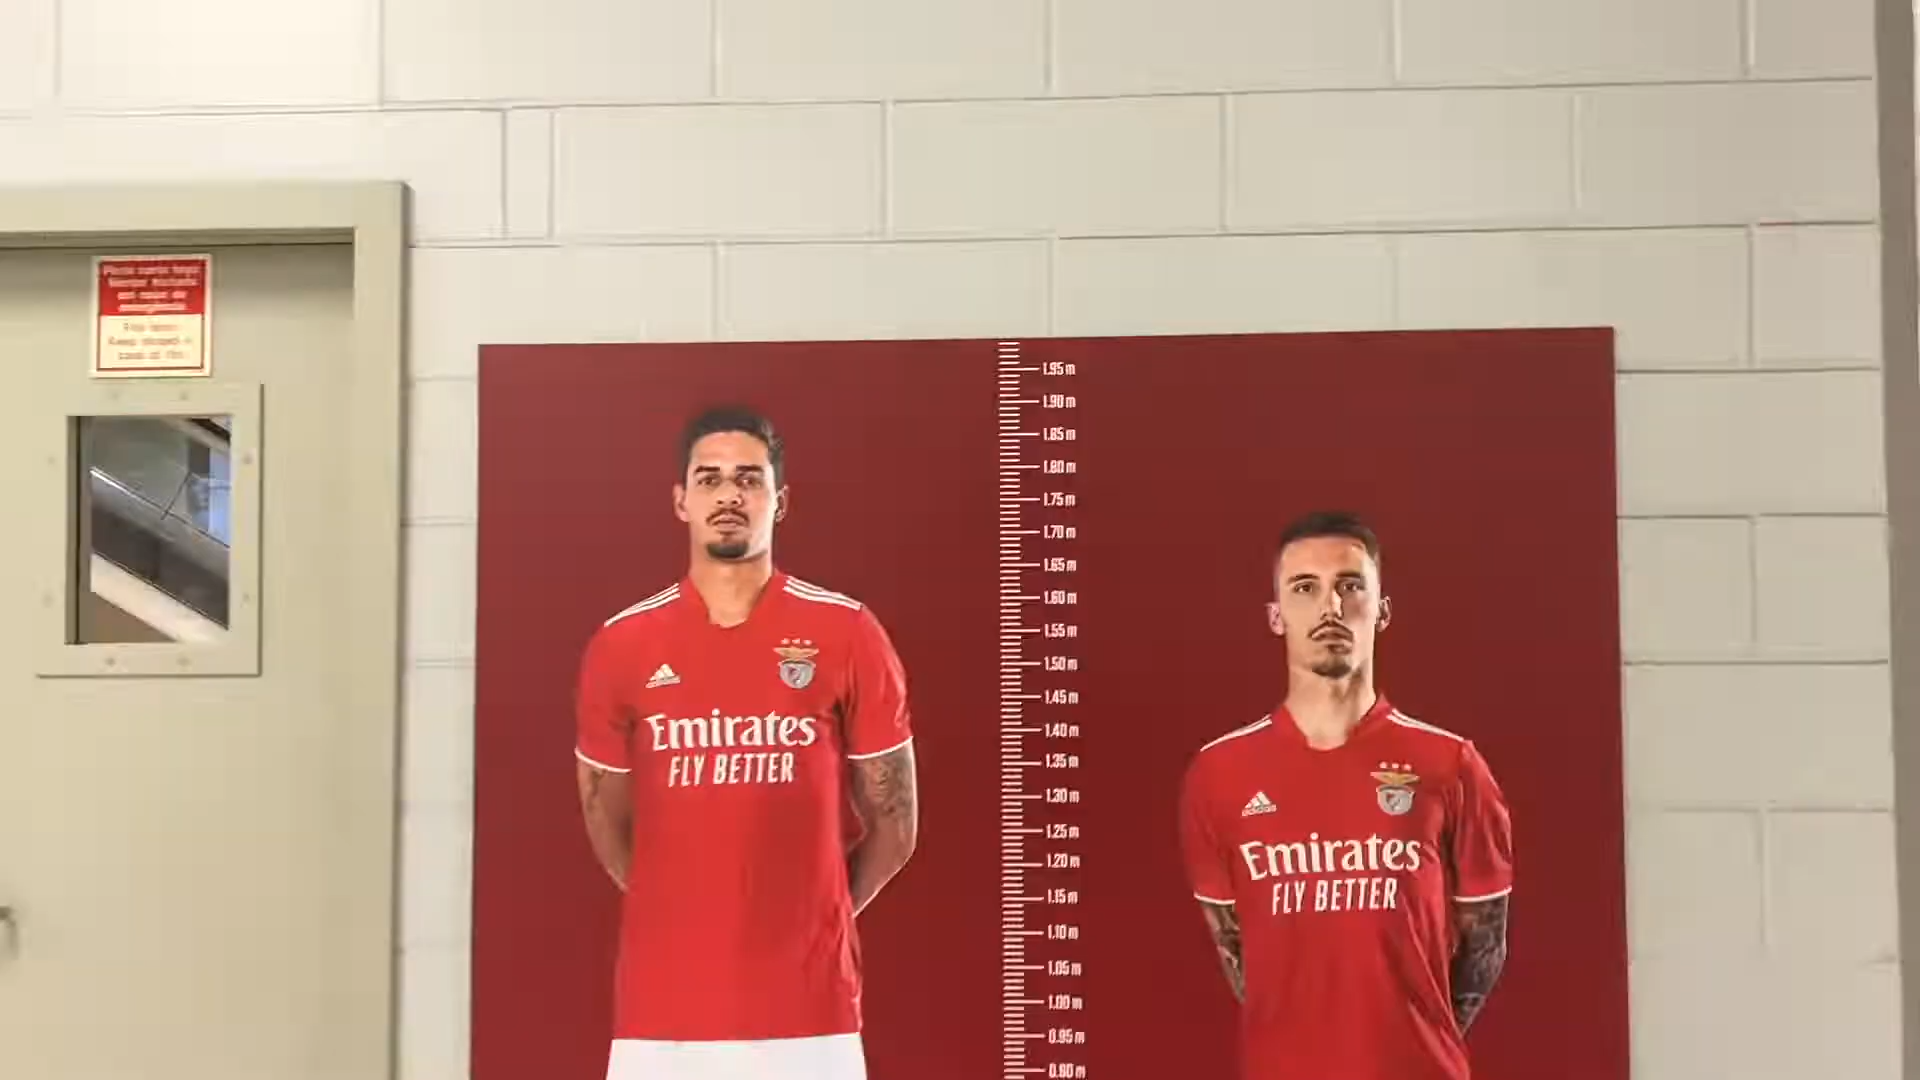 1.95 m
1.90 m
1.85 m
1.80 m
1.75 m
1.70 m
1.65 m
1.60 m
1.55 m
1.50 m
1.45 m
1.40 m
1.35 m
1.30 m
1.25 m
1.20 m
1.15 m
1.10 m
1.05 m
1.00 m
0.95 m
0.90 m
adidas
Emirates
FLY BETTER
adidas
Emirates
FLY BETTER